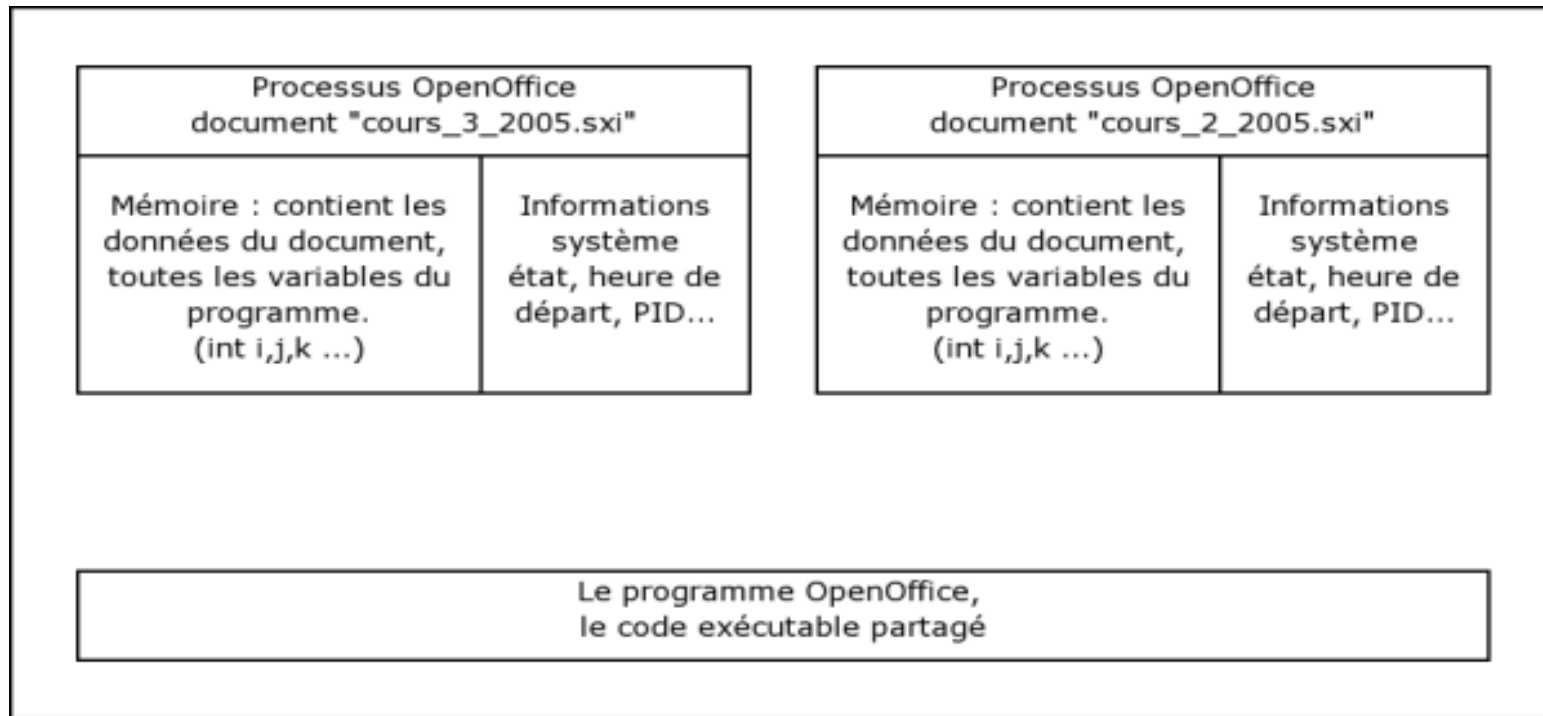 Processus OpenOffice
document "cours_3_2005.sxi"
Mémoire : contient les
données du document,
toutes les variables du
programme.
(int i,j,k ...)
Informations
système
état, heure de
départ, PID...
Processus OpenOffice
document "cours_2_2005.sxi"
Mémoire : contient les
données du document,
toutes les variables du
programme.
(int i,j,k ...)
Informations
système
état, heure de
départ, PID...
Le programme OpenOffice,
le code exécutable partagé